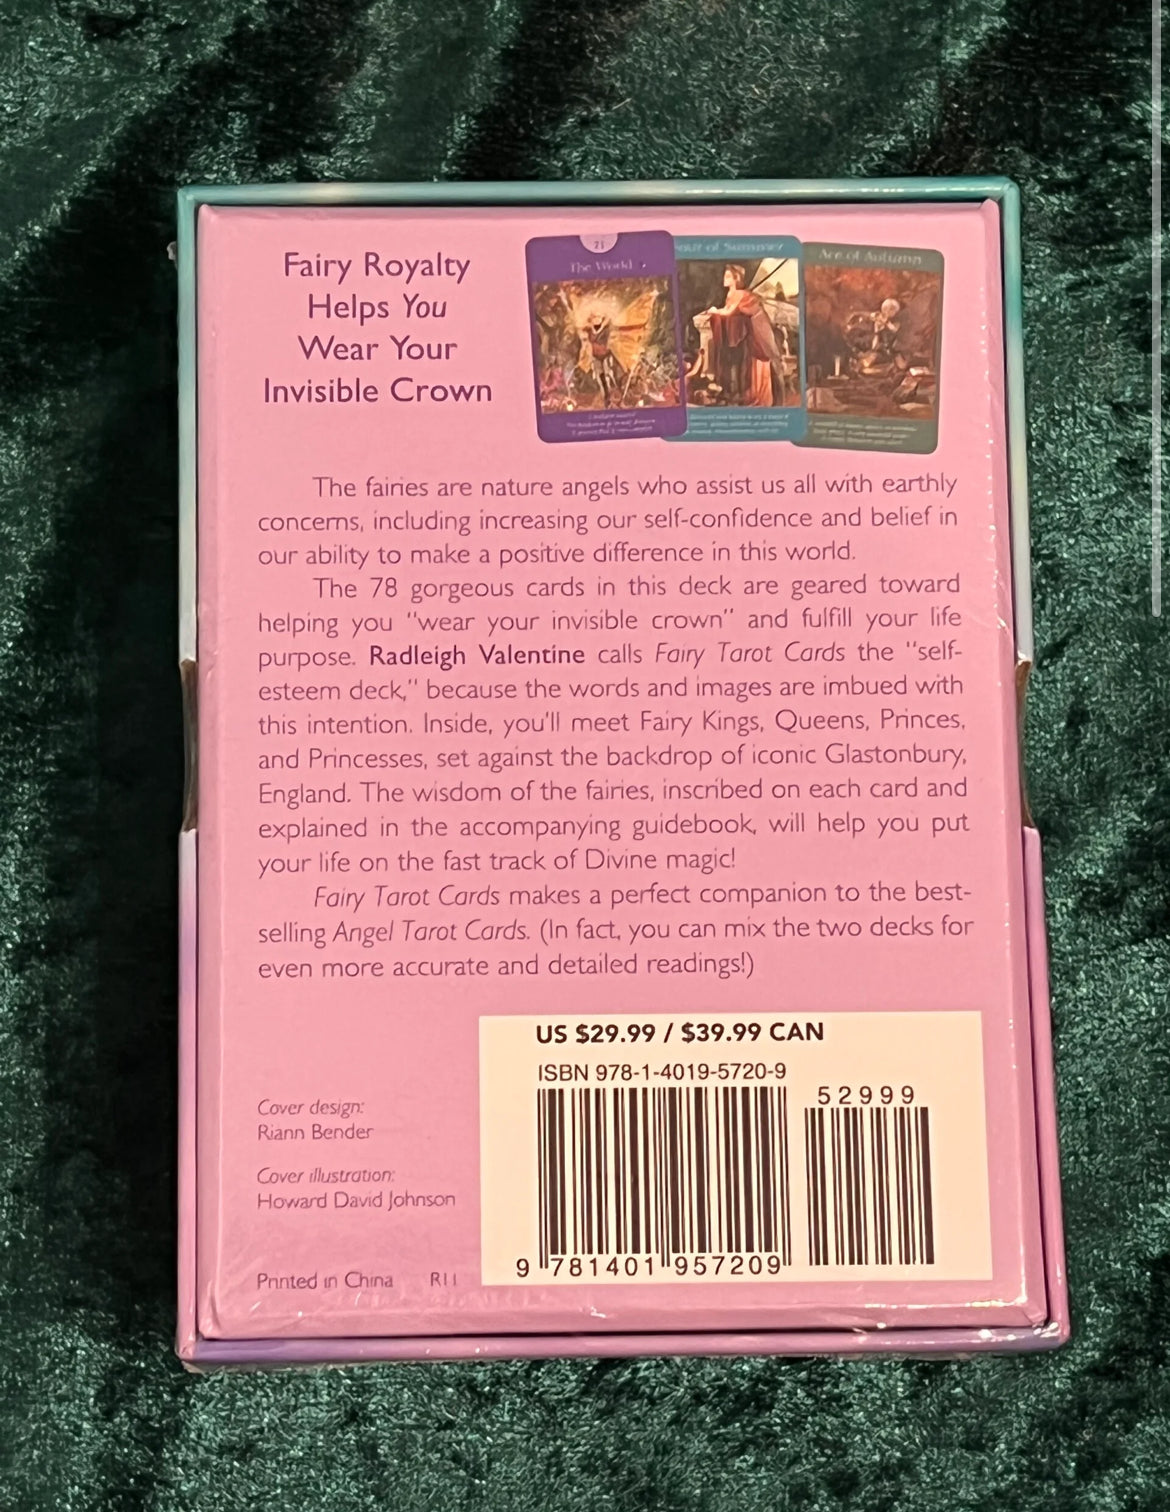 Fairy Royalty
Helps You
Wear Your
Invisible Crown
21
The World
of Summer
Ace of Autumn
The fairies are nature angels who assist us all with earthly
concerns, including increasing our self-confidence and belief in
our ability to make a positive difference in this world.
The 78 gorgeous cards in this deck are geared toward
helping you "wear your invisible crown" and fulfill your life
purpose. Radleigh Valentine calls Fairy Tarot Cards the "self-
esteem deck," because the words and images are imbued with
this intention. Inside, you'll meet Fairy Kings, Queens, Princes,
and Princesses, set against the backdrop of iconic Glastonbury,
England. The wisdom of the fairies, inscribed on each card and
explained in the accompanying guidebook, will help you put
your life on the fast track of Divine magic!
Fairy Tarot Cards makes a perfect companion to the best-
selling Angel Tarot Cards. (In fact, you can mix the two decks for
even more accurate and detailed readings!)
US $29.99 / $39.99 CAN
ISBN 978-1-4019-5720-9
52999
9 781401 957209
Cover design:
Riann Bender
Cover illustration:
Howard David Johnson
Printed in China R11